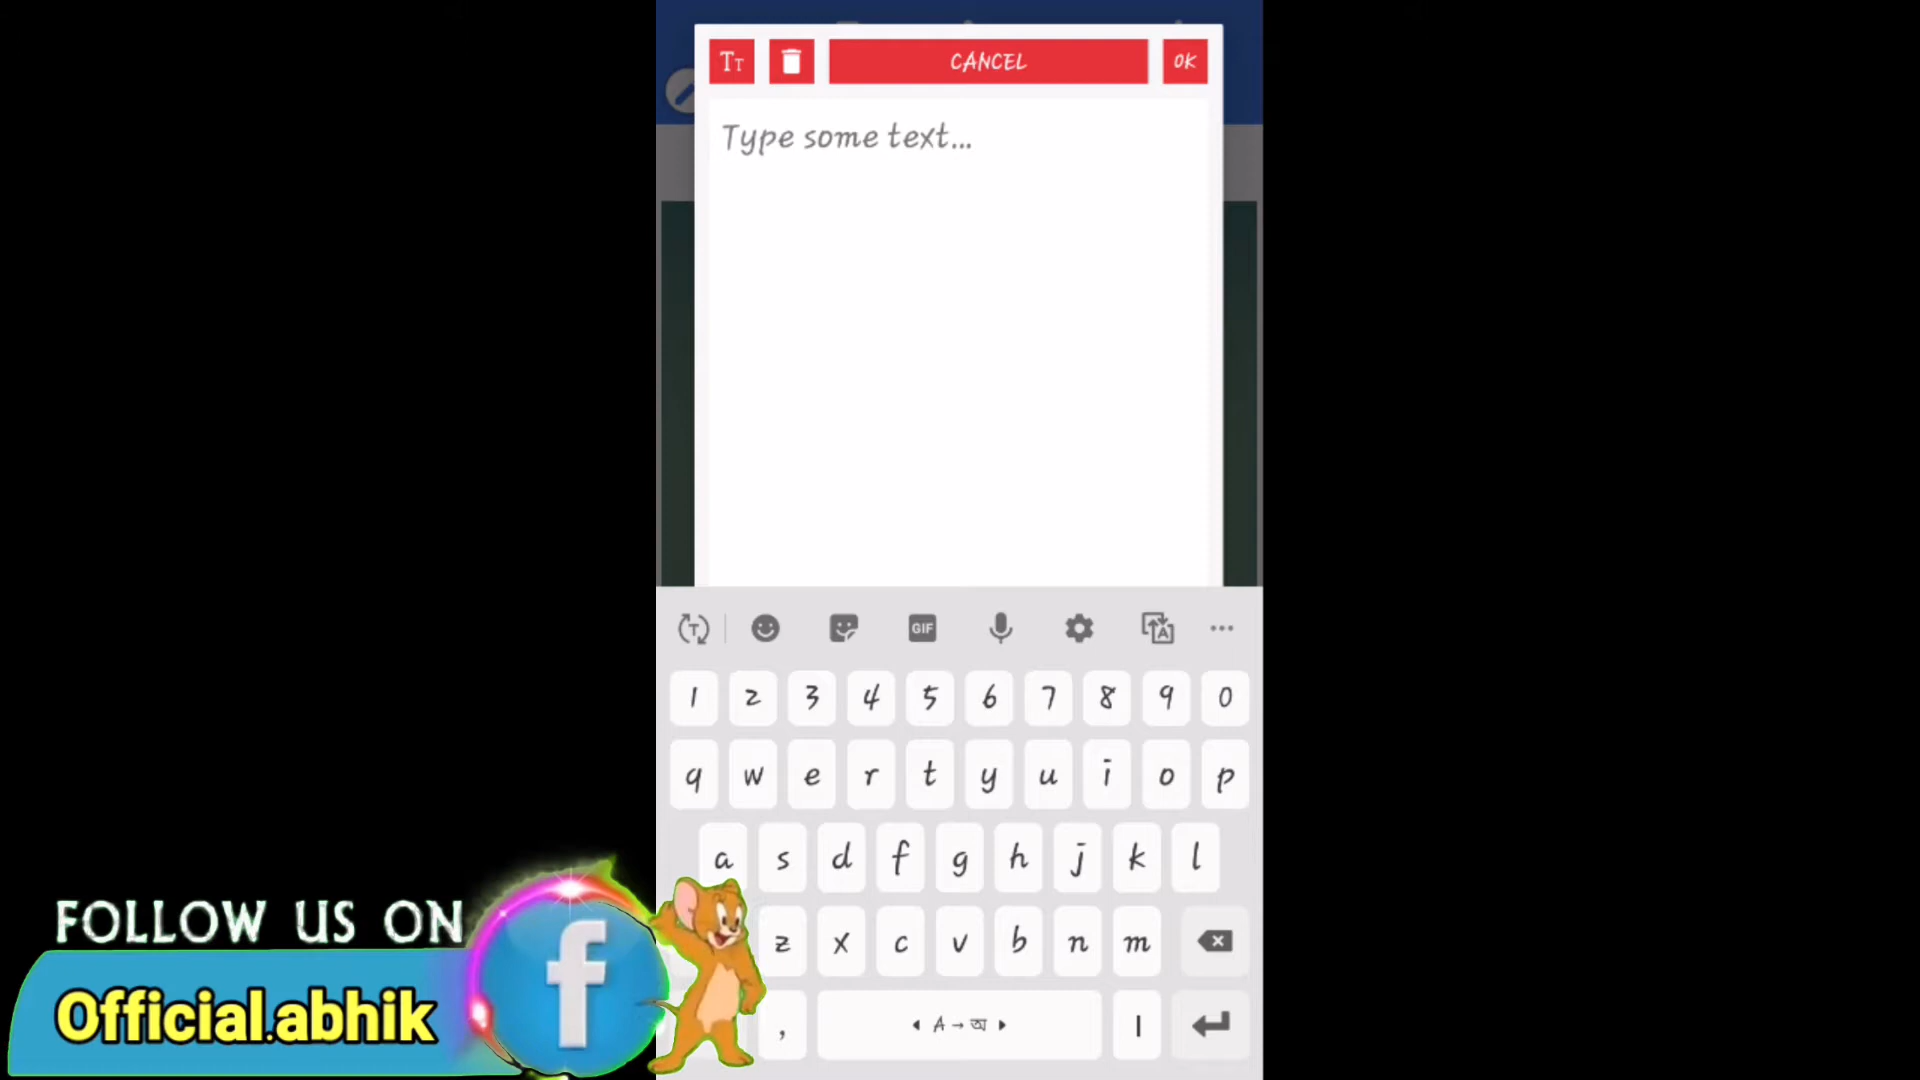 Tт CANCEL OK
Type some text...
T GIF A ...
1 2 3 4 5 6 7 8 9 0
q w e r t y u i o p
a s d f g h j k l
z x c v b n m
, A → অ |
FOLLOW US ON
f
Official.abhik